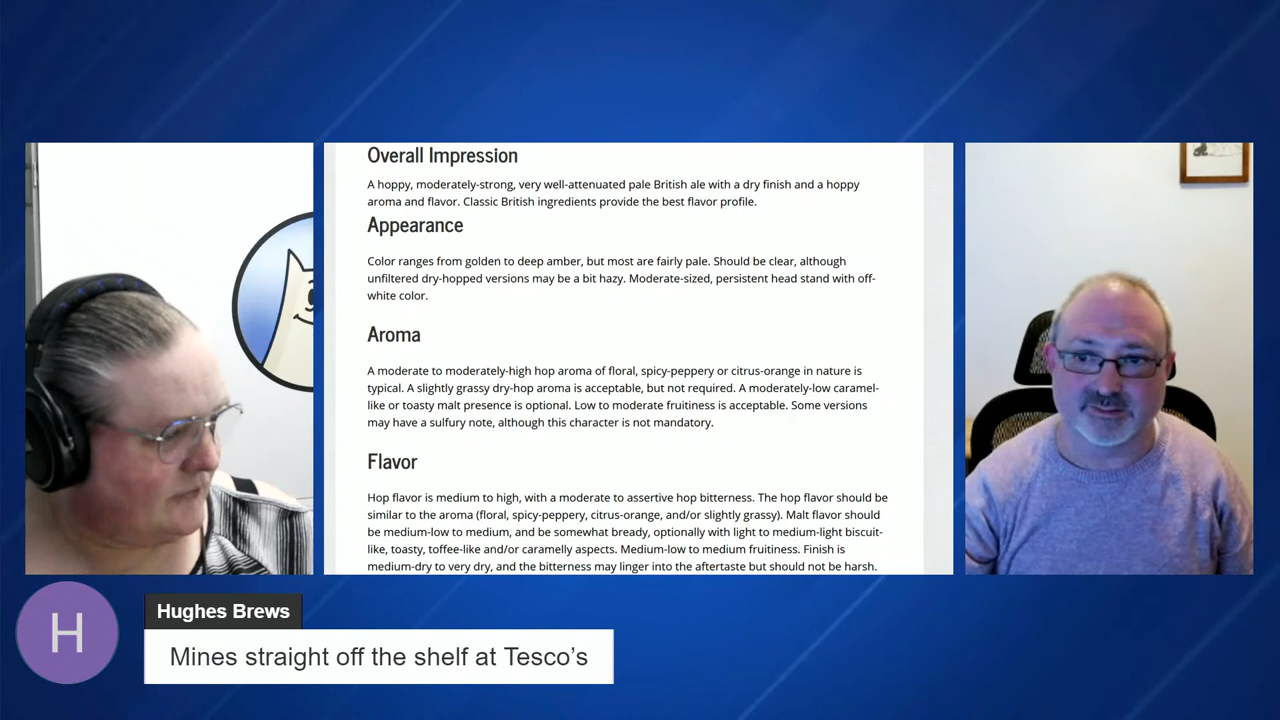 Overall Impression
A hoppy, moderately-strong, very well-attenuated pale British ale with a dry finish and a hoppy
aroma and flavor. Classic British ingredients provide the best flavor profile.
Appearance
Color ranges from golden to deep amber, but most are fairly pale. Should be clear, although
unfiltered dry-hopped versions may be a bit hazy. Moderate-sized, persistent head stand with off-
white color.
Aroma
A moderate to moderately-high hop aroma of floral, spicy-peppery or citrus-orange in nature is
typical. A slightly grassy dry-hop aroma is acceptable, but not required. A moderately-low caramel-
like or toasty malt presence is optional. Low to moderate fruitiness is acceptable. Some versions
may have a sulfury note, although this character is not mandatory.
Flavor
Hop flavor is medium to high, with a moderate to assertive hop bitterness. The hop flavor should be
similar to the aroma (floral, spicy-peppery, citrus-orange, and/or slightly grassy). Malt flavor should
be medium-low to medium, and be somewhat bready, optionally with light to medium-light biscuit-
like, toasty, toffee-like and/or caramelly aspects. Medium-low to medium fruitiness. Finish is
medium-dry to very dry, and the bitterness may linger into the aftertaste but should not be harsh.
H
Hughes Brews
Mines straight off the shelf at Tesco's